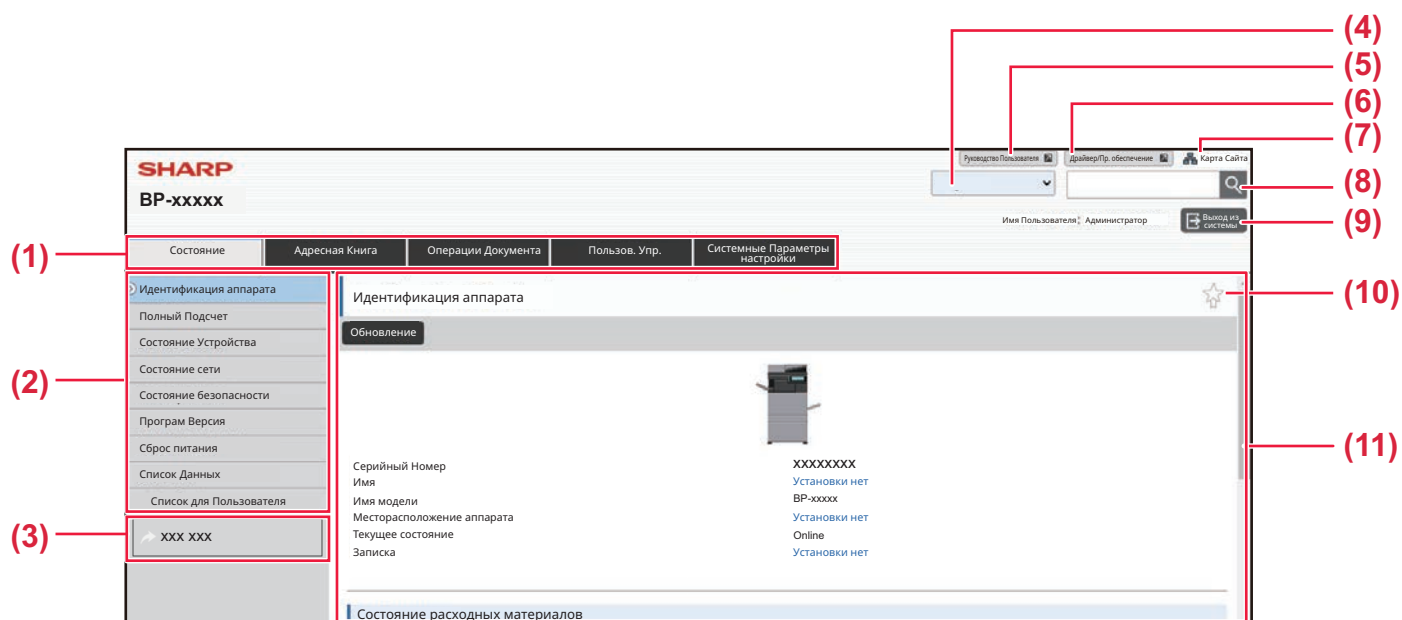 (4)
(5)
(6)
(7)
Руководство Пользователя
Драйвер/Пр. обеспечение
Карта Сайта
SHARP
BP-xxxxx
(8)
Имя Пользователя: Администратор
Выход из
системы
(9)
(1)
Состояние
Адресная Книга
Операции Документа
Пользов. Упр.
Системные Параметры
настройки
Идентификация аппарата
Полный Подсчет
Состояние Устройства
Состояние сети
Состояние безопасности
Програм Версия
Сброс питания
Список Данных
Список для Пользователя
(2)
(3)
XXX XXX
Идентификация аппарата
(10)
Обновление
(11)
Серийный Номер
XXXXXXXX
Имя
Установки нет
Имя модели
BP-xxxxx
Месторасположение аппарата
Установки нет
Текущее состояние
Online
Записка
Установки нет
Состояние расходных материалов